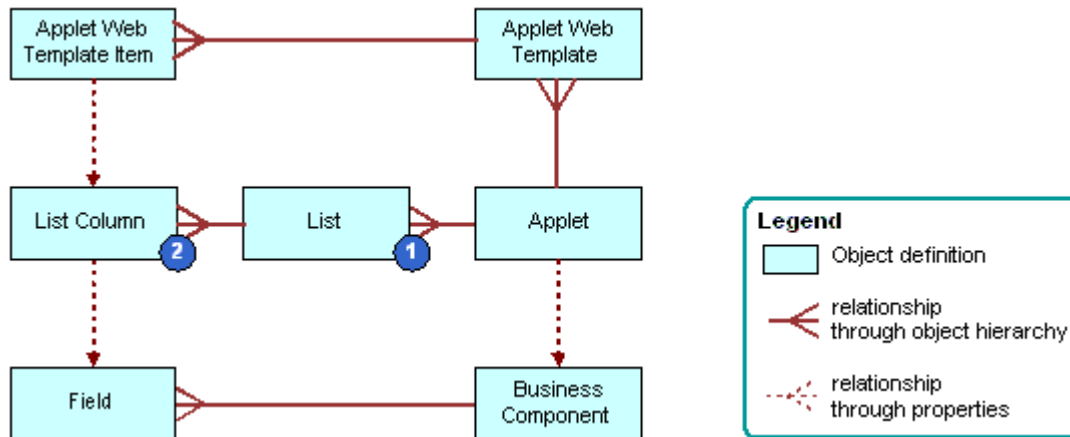 Applet Web
Template Item
Applet Web
Template
List Column
2
List
1
Applet
Field
Business
Component
Legend
Object definition
relationship
through object hierarchy
relationship
through properties